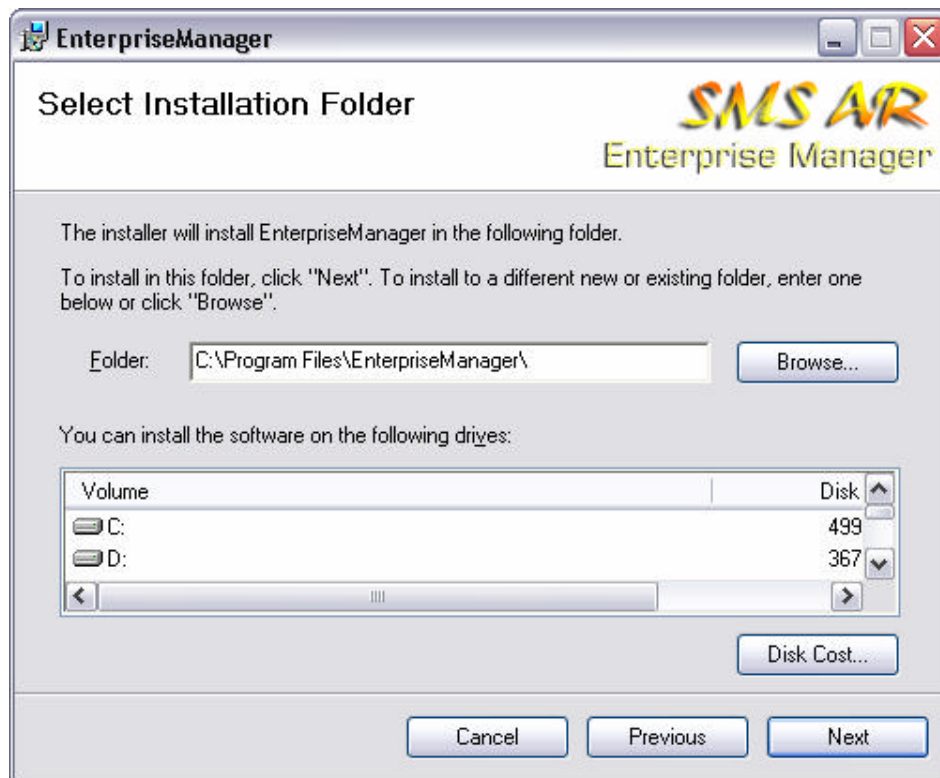 EnterpriseManager
Select Installation Folder
SMS AR
Enterprise Manager
The installer will install EnterpriseManager in the following folder.
To install in this folder, click "Next". To install to a different new or existing folder, enter one
below or click "Browse".
Folder: C:\Program Files\EnterpriseManager\ Browse...
You can install the software on the following drives:
Volume Disk
C: 499
D: 367
Disk Cost...
Cancel Previous Next